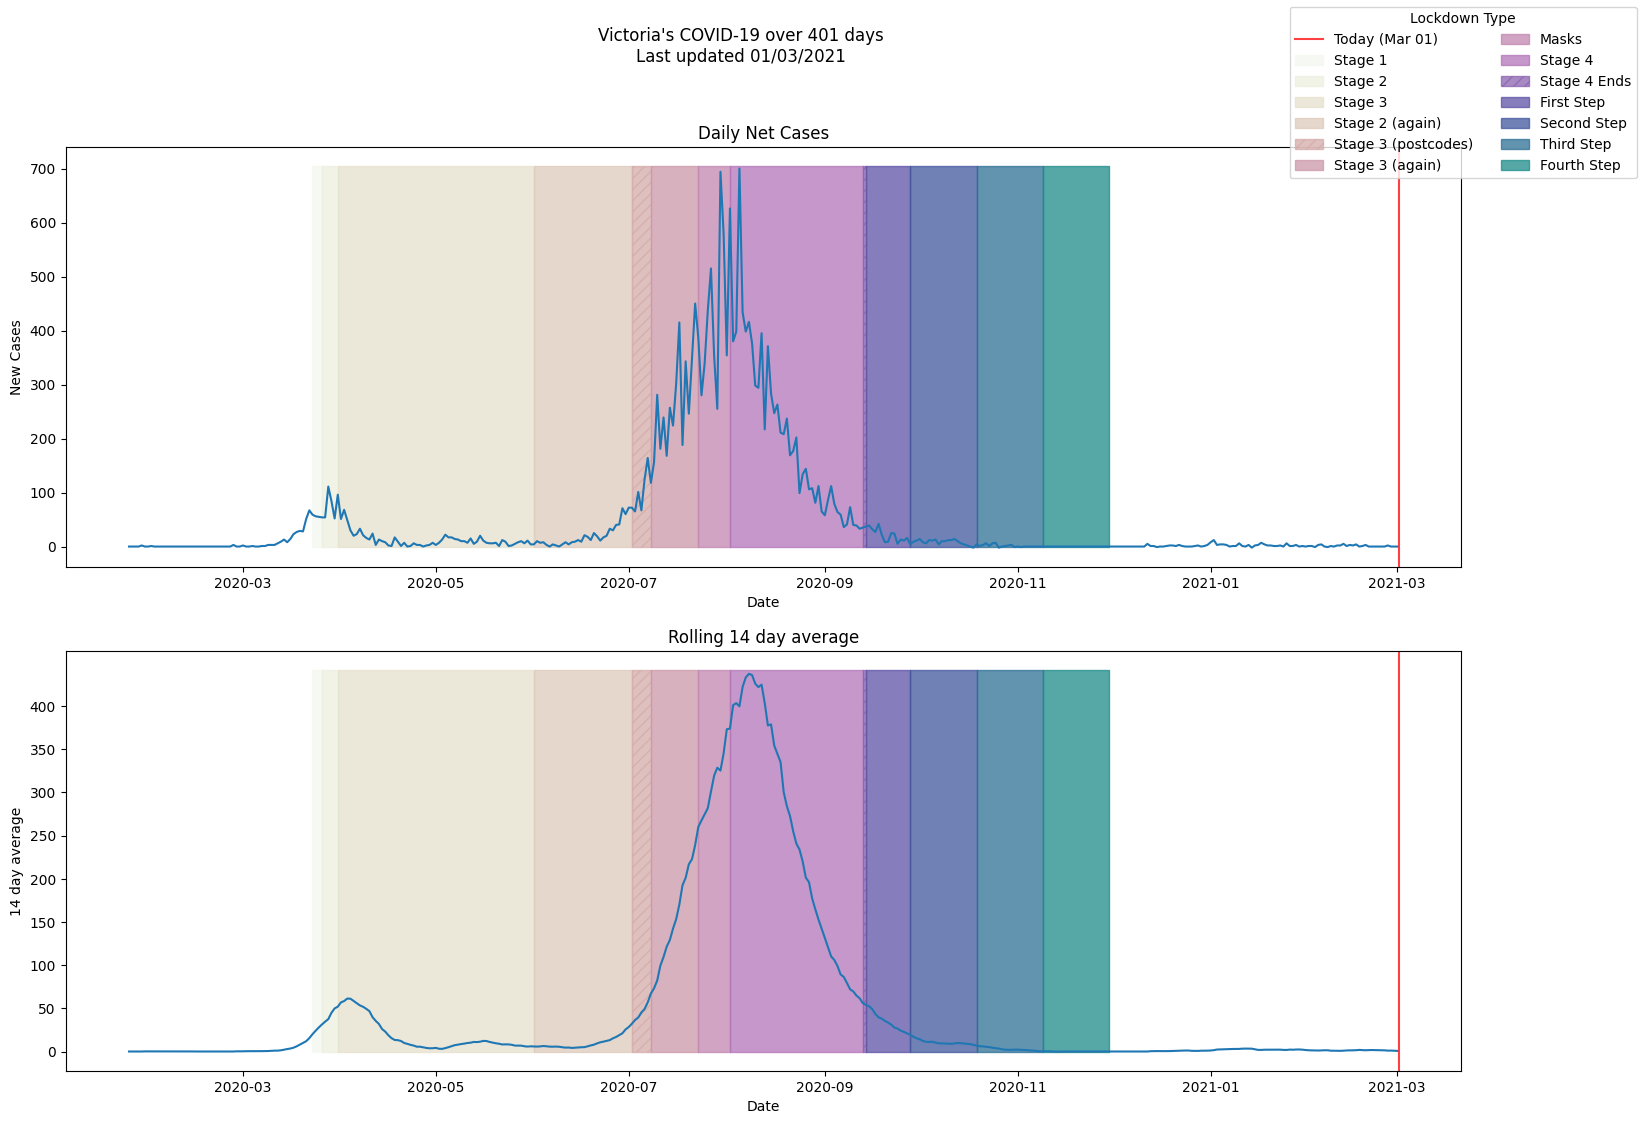 Victoria's COVID-19 over 401 days
Last updated 01/03/2021
Lockdown Type
Today (Mar 01)
Stage 1
Stage 2
Stage 3
Stage 2 (again)
Stage 3 (postcodes)
Stage 3 (again)
Masks
Stage 4
Stage 4 Ends
First Step
Second Step
Third Step
Fourth Step
Daily Net Cases
New Cases
700
600
500
400
300
200
100
0
2020-03 2020-05 2020-07 2020-09 2020-11 2021-01 2021-03
Date
Rolling 14 day average
14 day average
400
350
300
250
200
150
100
50
0
2020-03 2020-05 2020-07 2020-09 2020-11 2021-01 2021-03
Date